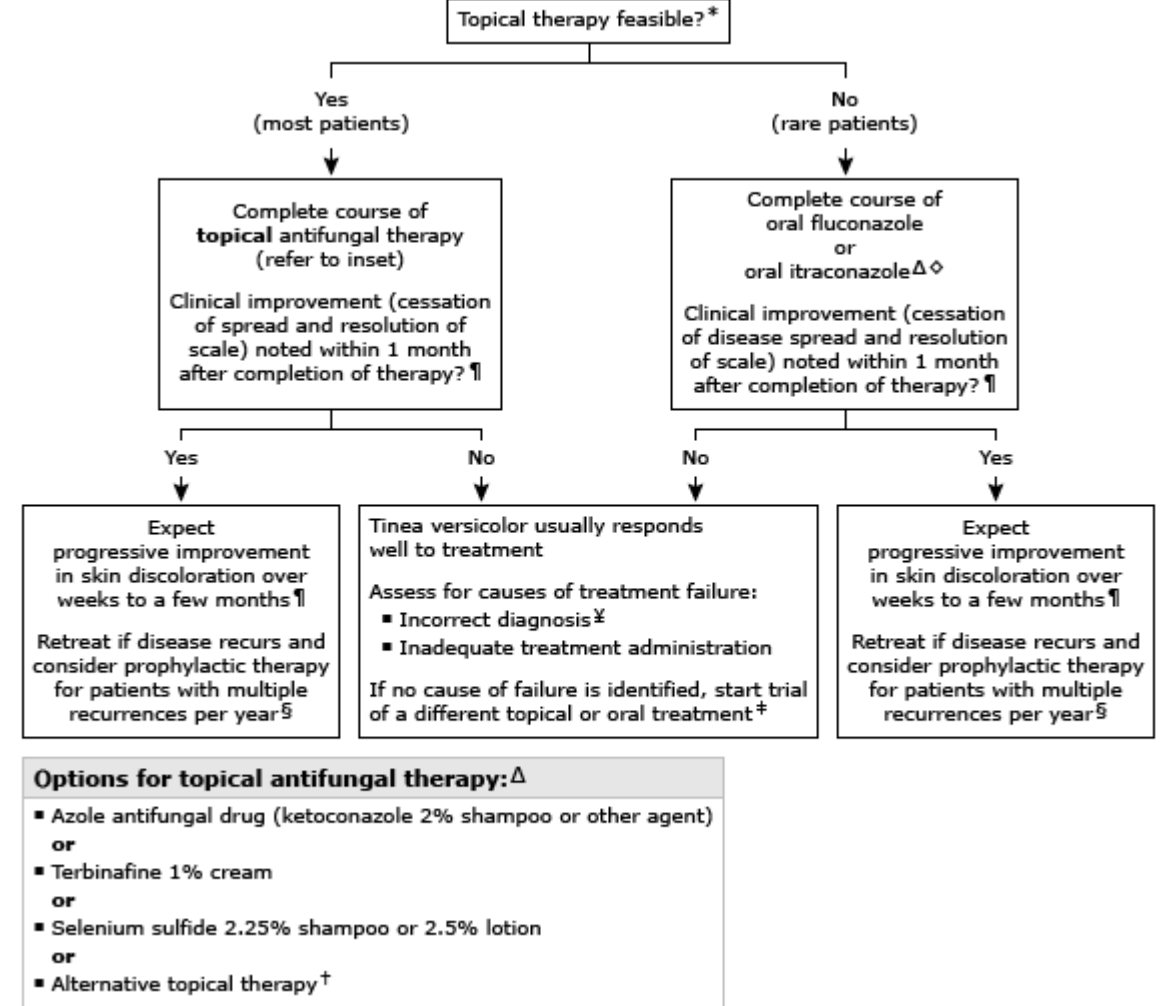 Topical therapy feasible?*
Yes
(most patients)
No
(rare patients)
Complete course of
topical antifungal therapy
(refer to inset)
Clinical improvement (cessation
of spread and resolution of
scale) noted within 1 month
after completion of therapy?¶
Complete course of
oral fluconazole
or
oral itraconazoleΔ◇
Clinical improvement (cessation
of disease spread and resolution
of scale) noted within 1 month
after completion of therapy?¶
Yes
No
No
Yes
Expect
progressive improvement
in skin discoloration over
weeks to a few months¶
Retreat if disease recurs and
consider prophylactic therapy
for patients with multiple
recurrences per year§
Tinea versicolor usually responds
well to treatment
Assess for causes of treatment failure:
▪ Incorrect diagnosis¥
▪ Inadequate treatment administration
If no cause of failure is identified, start trial
of a different topical or oral treatment‡
Expect
progressive improvement
in skin discoloration over
weeks to a few months¶
Retreat if disease recurs and
consider prophylactic therapy
for patients with multiple
recurrences per year§
Options for topical antifungal therapy:Δ
▪ Azole antifungal drug (ketoconazole 2% shampoo or other agent)
or
▪ Terbinafine 1% cream
or
▪ Selenium sulfide 2.25% shampoo or 2.5% lotion
or
▪ Alternative topical therapy†